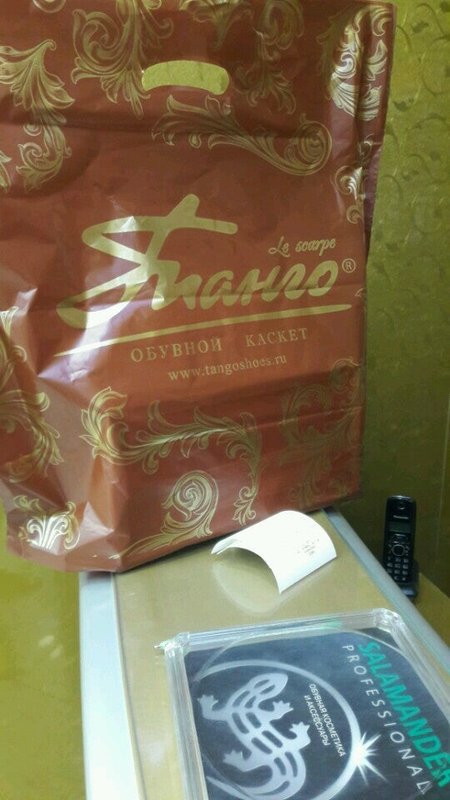 Le scarpe
Танго®
ОБУВНОЙ КАСКЕТ
www.tangoshoes.ru
SALAMANDER
PROFESSIONAL
ОБУВНАЯ КОСМЕТИКА
И АКСЕССУАРЫ